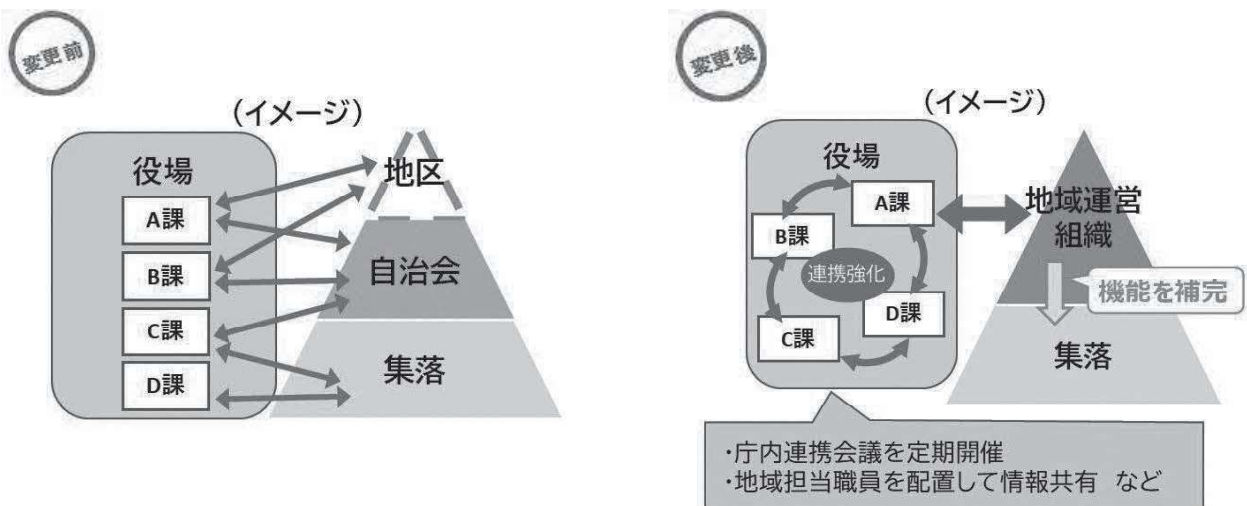 変更前
(イメージ)
役場
A課
B課
C課
D課
地区
自治会
集落
変更後
(イメージ)
役場
A課
B課
連携強化
D課
C課
地域運営
組織
機能を補完
集落
・庁内連携会議を定期開催
・地域担当職員を配置して情報共有 など